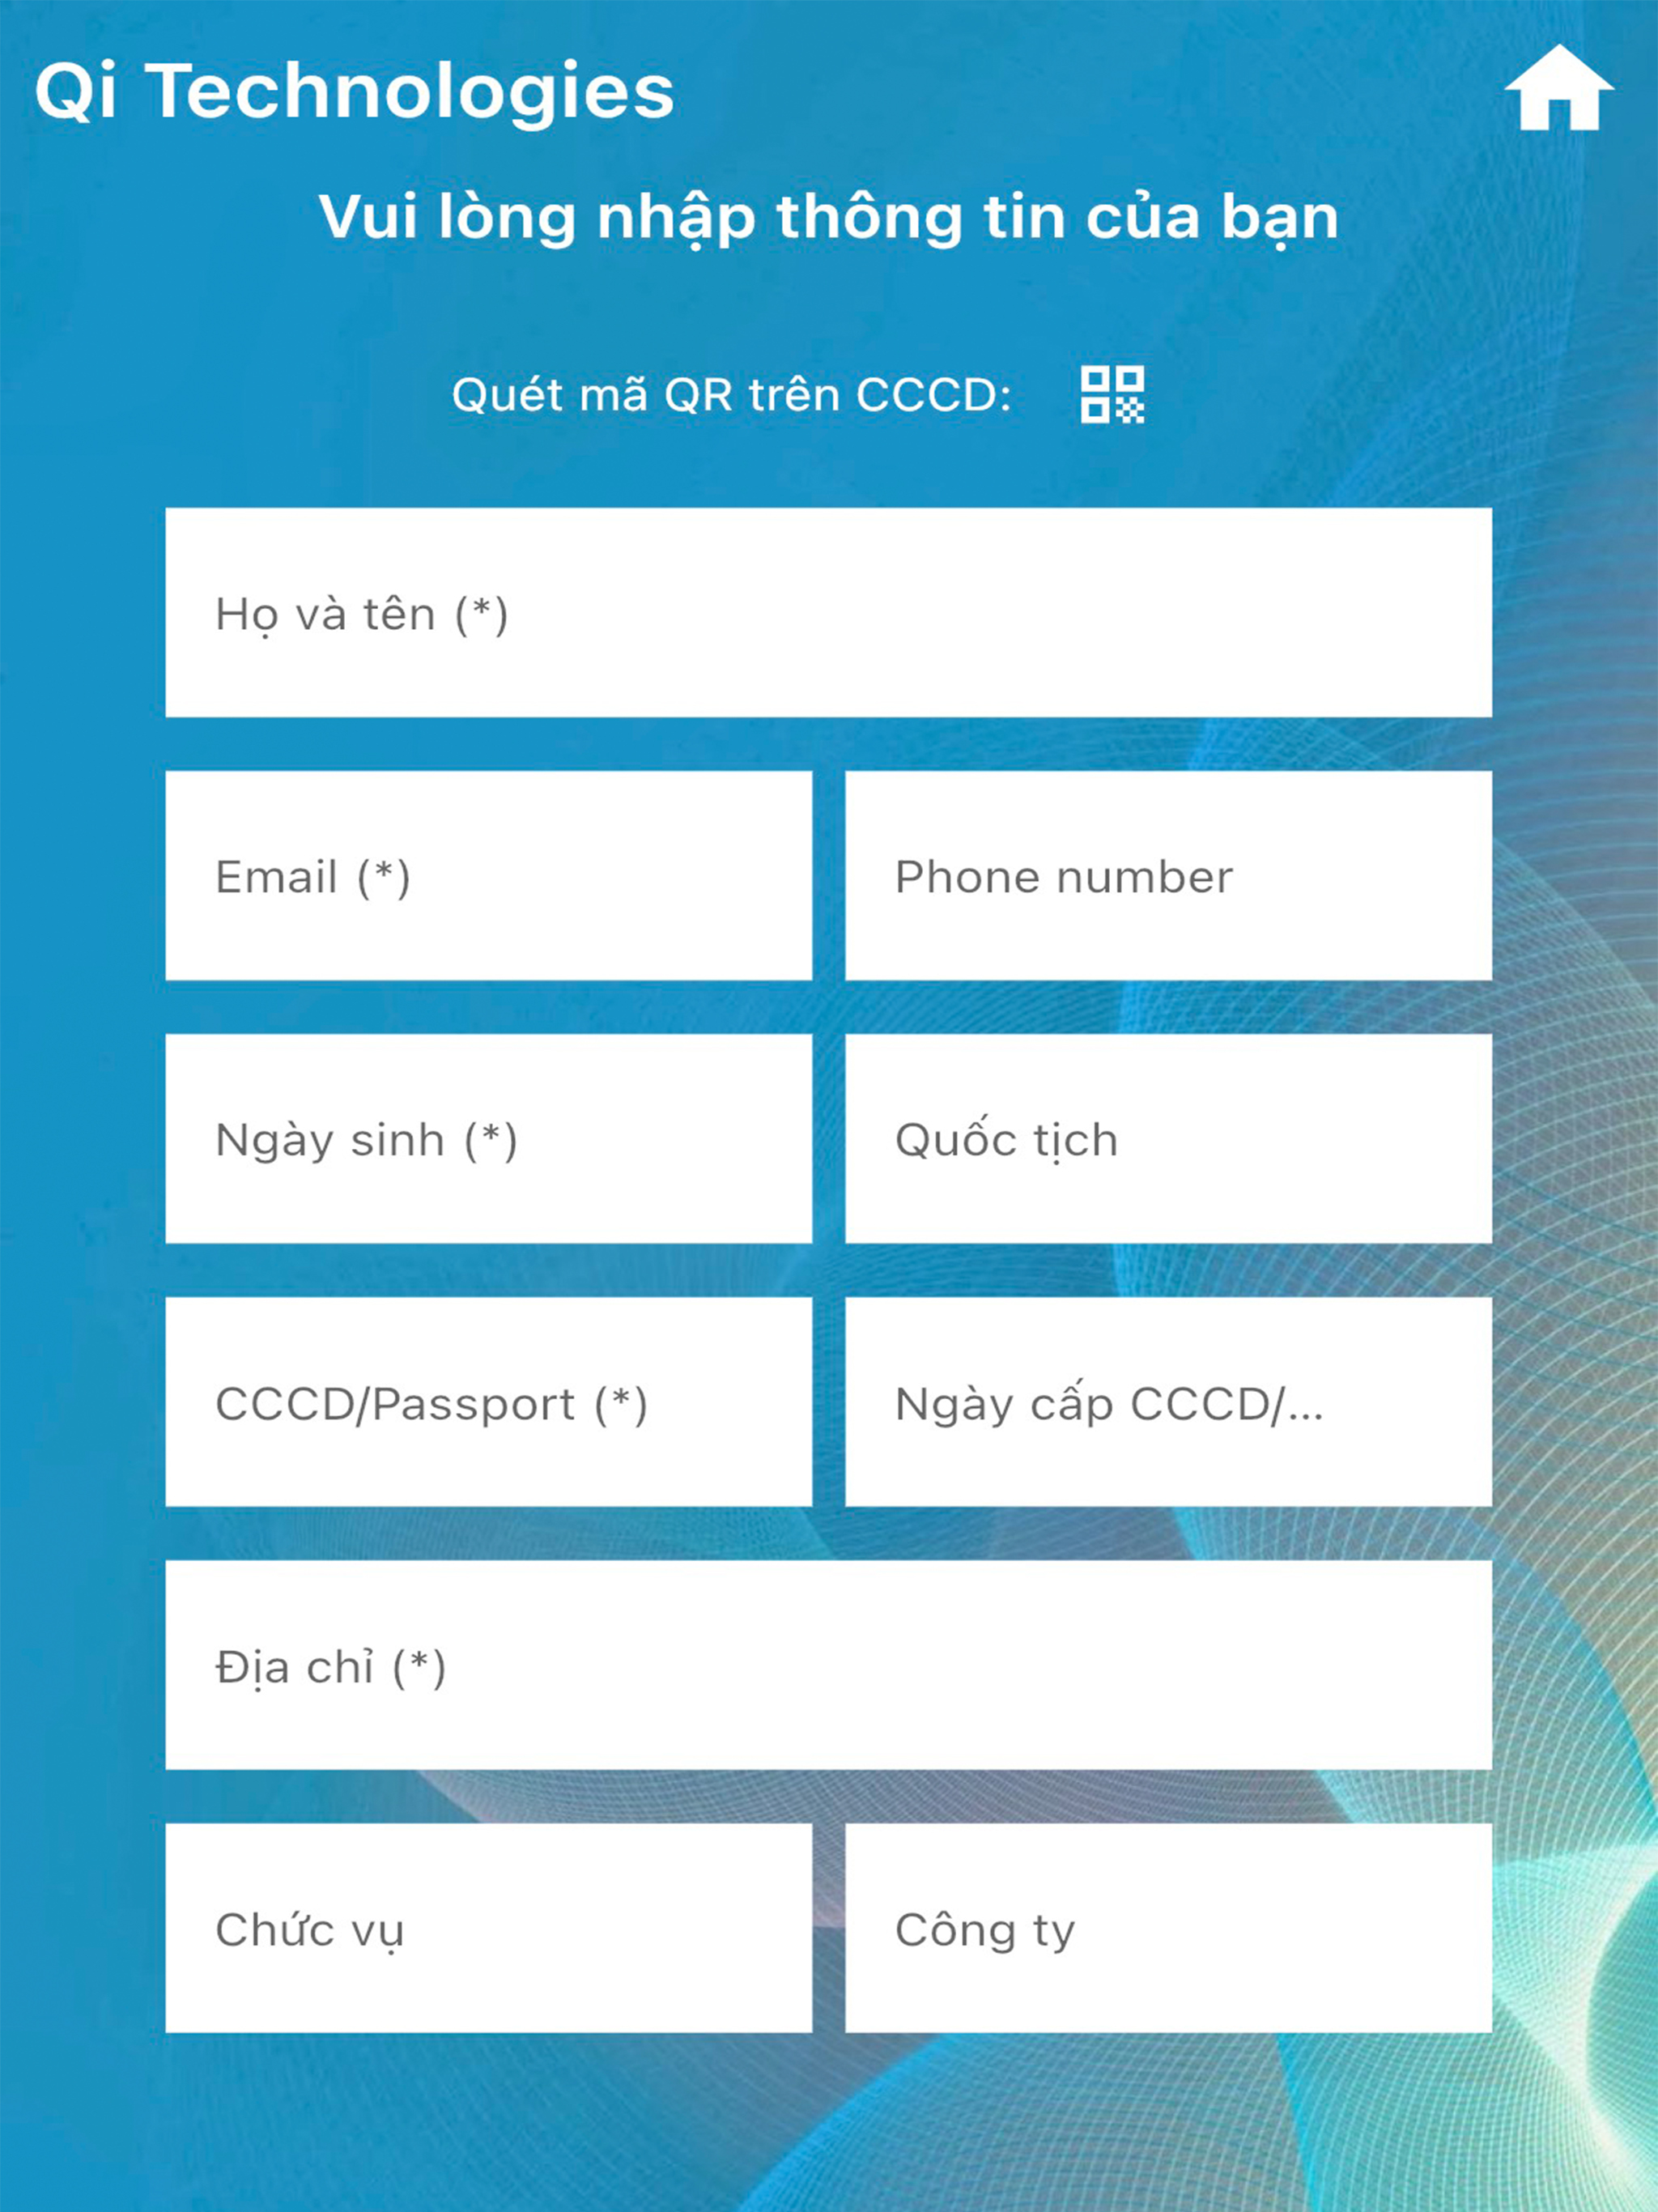 Qi Technologies
Vui lòng nhập thông tin của bạn
Quét mã QR trên CCCD:
Họ và tên (*)
Email (*)
Phone number
Ngày sinh (*)
Quốc tịch
CCCD/Passport (*)
Ngày cấp CCCD/...
Địa chỉ (*)
Chức vụ
Công ty